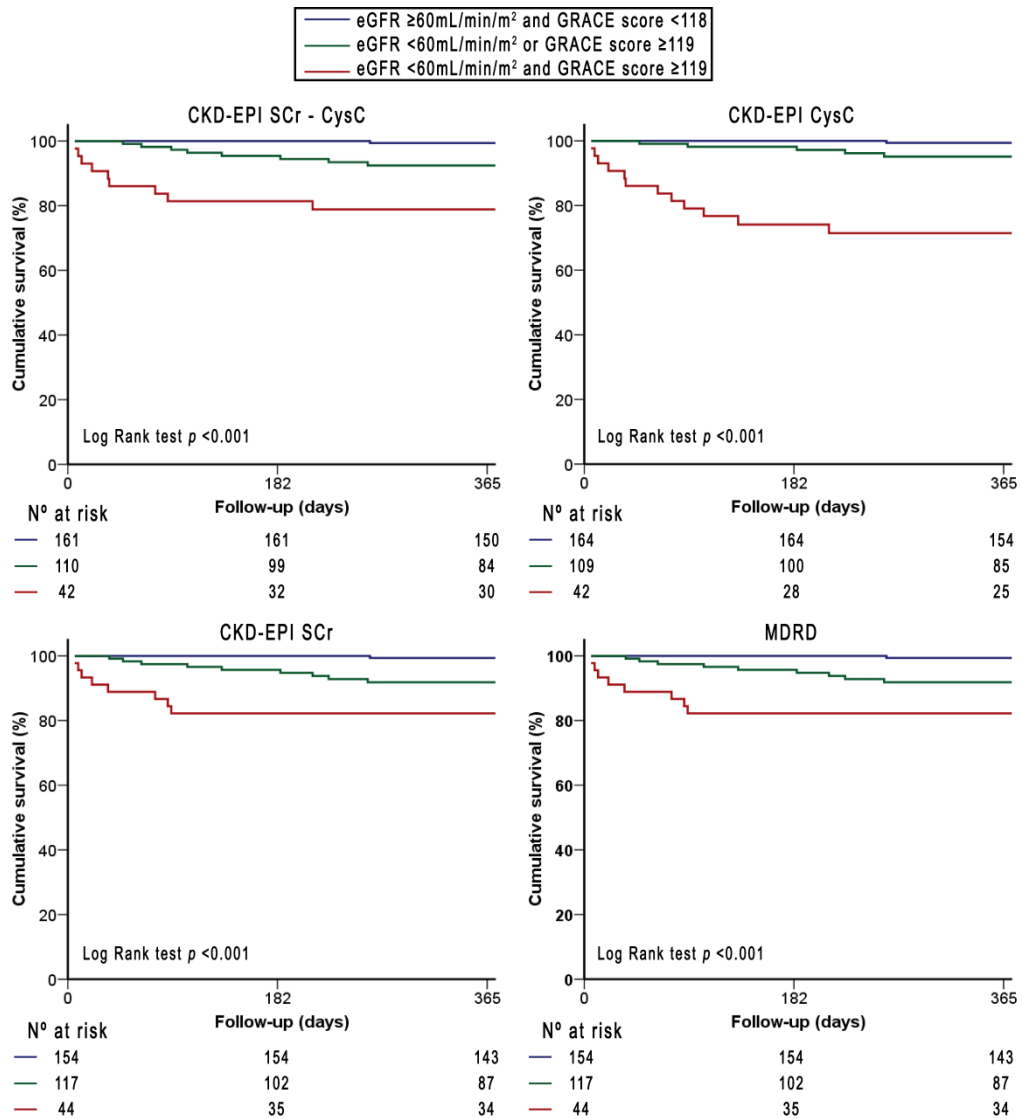 eGFR ≥60mL/min/m² and GRACE score <118
eGFR <60mL/min/m² or GRACE score ≥119
eGFR <60mL/min/m² and GRACE score ≥119
CKD-EPI SCr - CysC
Cumulative survival (%)
100
80
60
40
20
0
Log Rank test p <0.001
0 182 365
Follow-up (days)
Nº at risk
161 161 150
110 99 84
42 32 30
CKD-EPI CysC
Cumulative survival (%)
100
80
60
40
20
0
Log Rank test p <0.001
0 182 365
Follow-up (days)
Nº at risk
164 164 154
109 100 85
42 28 25
CKD-EPI SCr
Cumulative survival (%)
100
80
60
40
20
0
Log Rank test p <0.001
0 182 365
Follow-up (days)
Nº at risk
154 154 143
117 102 87
44 35 34
MDRD
Cumulative survival (%)
100
80
60
40
20
0
Log Rank test p <0.001
0 182 365
Follow-up (days)
Nº at risk
154 154 143
117 102 87
44 35 34